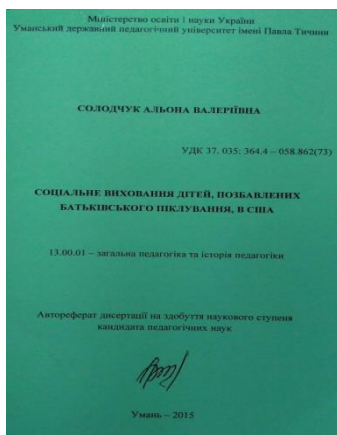 Міністерство освіти і науки України
Уманський державний педагогічний університет імені Павла Тичини
СОЛОДЧУК АЛЬОНА ВАЛЕРІЇВНА
УДК 37. 035: 364.4 – 058.862(73)
СОЦІАЛЬНЕ ВИХОВАННЯ ДІТЕЙ, ПОЗБАВЛЕНИХ
БАТЬКІВСЬКОГО ПІКЛУВАННЯ, В США
13.00.01 – загальна педагогіка та історія педагогіки
Автореферат дисертації на здобуття наукового ступеня
кандидата педагогічних наук
Умань – 2015